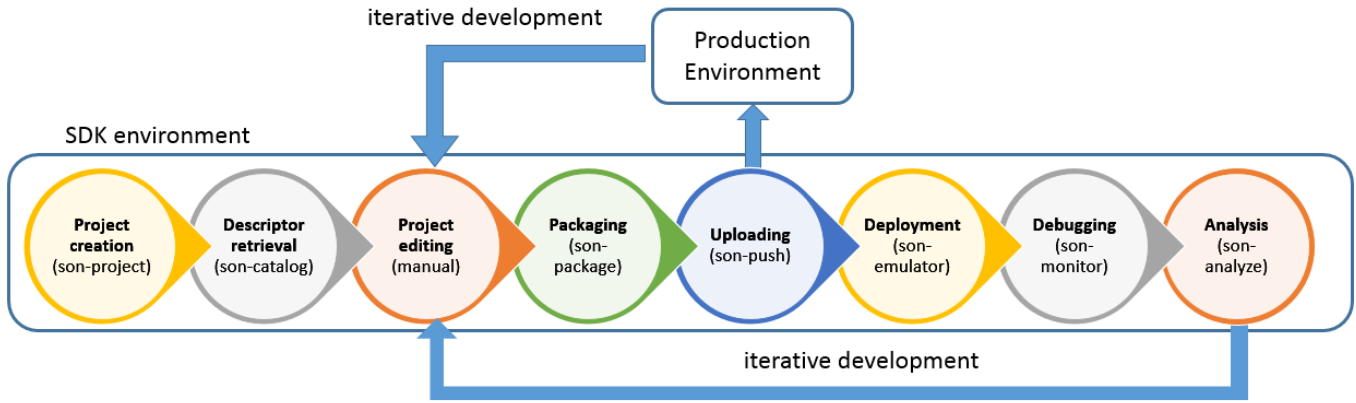 iterative development
Production
Environment
SDK environment
Project
creation
(son-project)
Descriptor
retrieval
(son-catalog)
Project
editing
(manual)
Packaging
(son-
package)
Uploading
(son-push)
Deployment
(son-
emulator)
Debugging
(son-
monitor)
Analysis
(son-
analyze)
iterative development